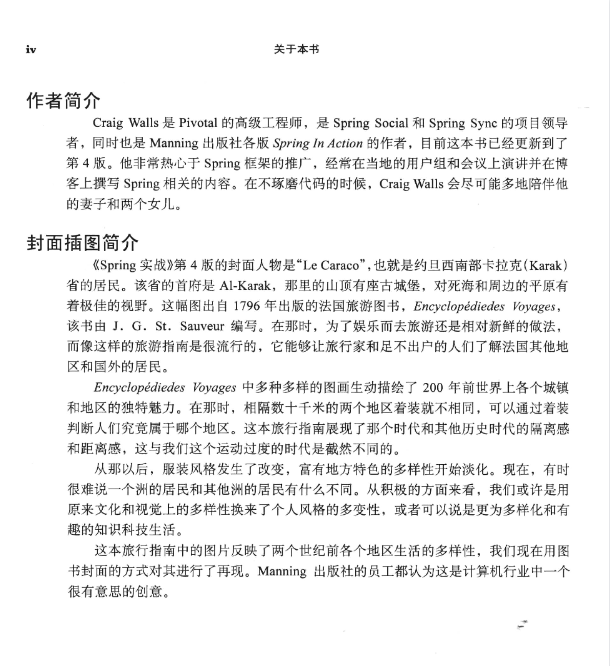 iv
关于本书
作者简介
Craig Walls 是 Pivotal 的高级工程师，是 Spring Social 和 Spring Sync 的项目领导
者，同时也是 Manning 出版社各版 Spring In Action 的作者，目前这本书已经更新到了
第 4 版。他非常热心于 Spring 框架的推广，经常在当地的用户组和会议上演讲并在博
客上撰写 Spring 相关的内容。在不琢磨代码的时候，Craig Walls 会尽可能多地陪伴他
的妻子和两个女儿。
封面插图简介
《Spring 实战》第 4 版的封面人物是“Le Caraco”，也就是约旦西南部卡拉克(Karak)
省的居民。该省的首府是 Al-Karak，那里的山顶有座古城堡，对死海和周边的平原有
着极佳的视野。这幅图出自 1796 年出版的法国旅游图书，Encyclopédiedes Voyages，
该书由 J．G．St．Sauveur 编写。在那时，为了娱乐而去旅游还是相对新鲜的做法，
而像这样的旅游指南是很流行的，它能够让旅行家和足不出户的人们了解法国其他地
区和国外的居民。
Encyclopédiedes Voyages 中多种多样的图画生动描绘了 200 年前世界上各个城镇
和地区的独特魅力。在那时，相隔数十千米的两个地区着装就不相同，可以通过着装
判断人们究竟属于哪个地区。这本旅行指南展现了那个时代和其他历史时代的隔离感
和距离感，这与我们这个运动过度的时代是截然不同的。
从那以后，服装风格发生了改变，富有地方特色的多样性开始淡化。现在，有时
很难说一个洲的居民和其他洲的居民有什么不同。从积极的方面来看，我们或许是用
原来文化和视觉上的多样性换来了个人风格的多变性，或者可以说是更为多样化和有
趣的知识科技生活。
这本旅行指南中的图片反映了两个世纪前各个地区生活的多样性，我们现在用图
书封面的方式对其进行了再现。Manning 出版社的员工都认为这是计算机行业中一个
很有意思的创意。